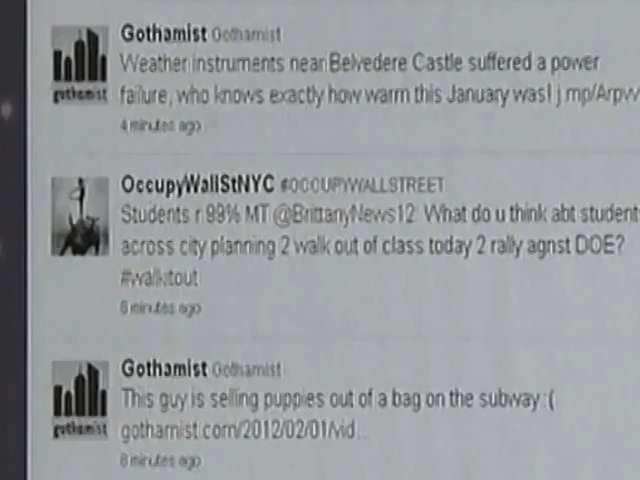 Gothamist Gothamist
Weather instruments near Belvedere Castle suffered a power
failure, who knows exactly how warm this January was! j.mp/Arpvv
4 minutes ago
gothamist
OccupyWallStNYC #OCCUPYWALLSTREET
Students r 99% MT @BrittanyNews12: What do u think abt student
across city planning 2 walk out of class today 2 rally agnst DOE?
#walkitout
6 minutes ago
Gothamist Gothamist
This guy is selling puppies out of a bag on the subway :(
gothamist.com/2012/02/01/vid...
gothamist
8 minutes ago